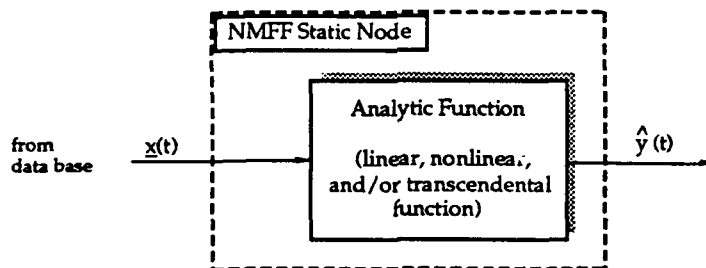 NMFF Static Node
Analytic Function
(linear, nonlinear,
and/or transcendental
function)
from
data base
x(t)
ŷ (t)